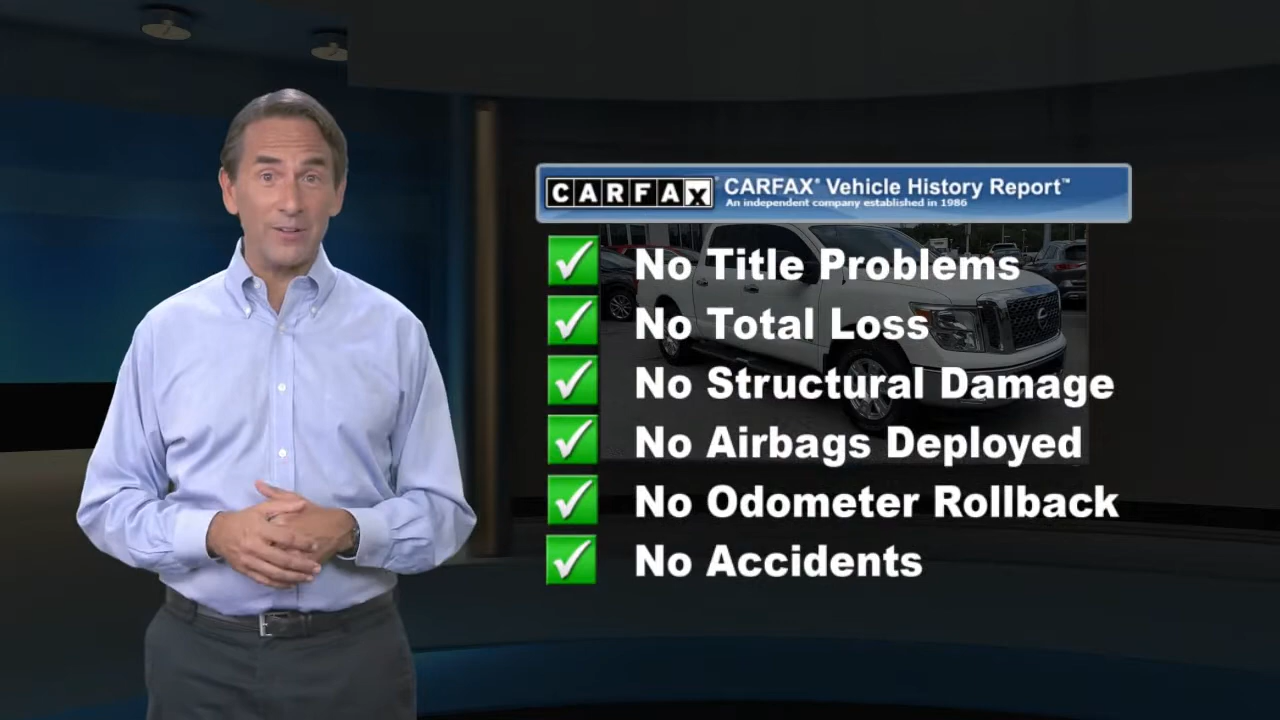 CARFAX
CARFAX® Vehicle History Report™
An independent company established in 1986
No Title Problems
No Total Loss
No Structural Damage
No Airbags Deployed
No Odometer Rollback
No Accidents